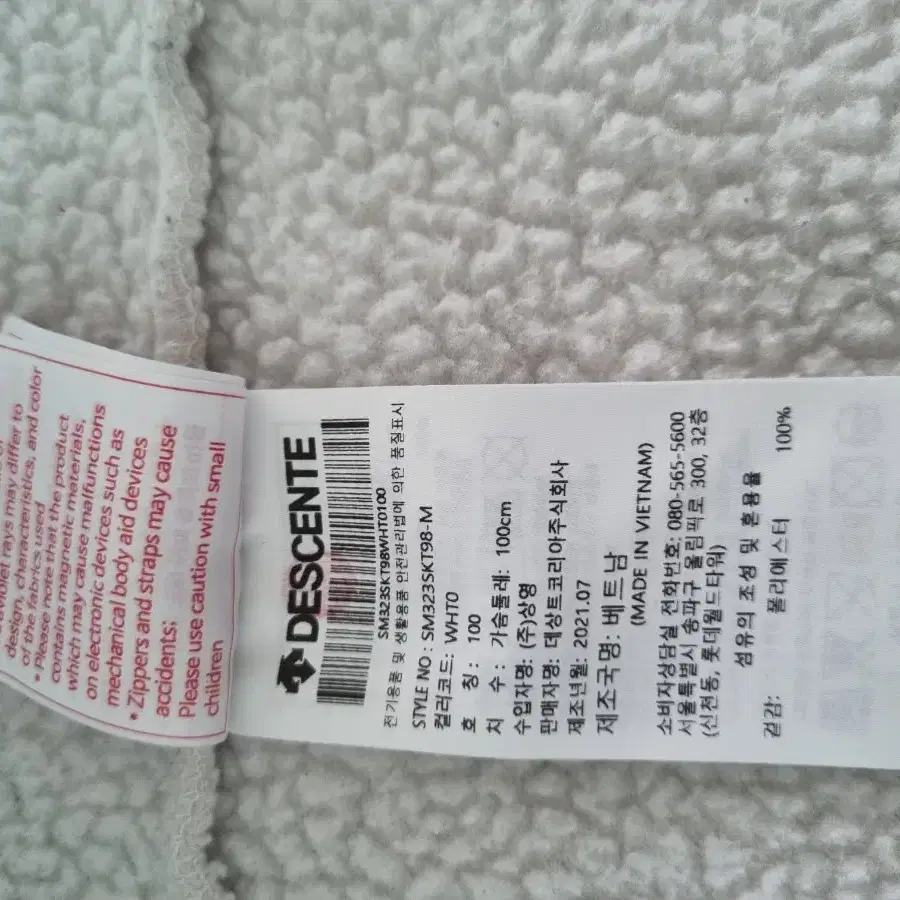 design, characteristics, and color
of the fabrics used
* Please note that the product
contains magnetic materials,
which may cause malfunctions
on electronic devices such as
mechanical body aid devices
* Zippers and straps may cause
accidents;
Please use caution with small
children
DESCENTE
SM323SKT98WHT0100
전기용품 및 생활용품 안전관리법에 의한 품질표시
STYLE NO : SM323SKT98-M
컬러코드: WHT0
호 칭 : 100
치 수 : 가슴둘레: 100cm
수입자명: (주)상영
판매자명: 데상트코리아주식회사
제조년월: 2021.07
제조국명: 베트남
(MADE IN VIETNAM)
소비자상담실 전화번호: 080-565-5600
서울특별시 송파구 올림픽로 300, 32층
(신천동, 롯데월드타워)
섬유의 조성 및 혼용율
겉감: 폴리에스터 100%